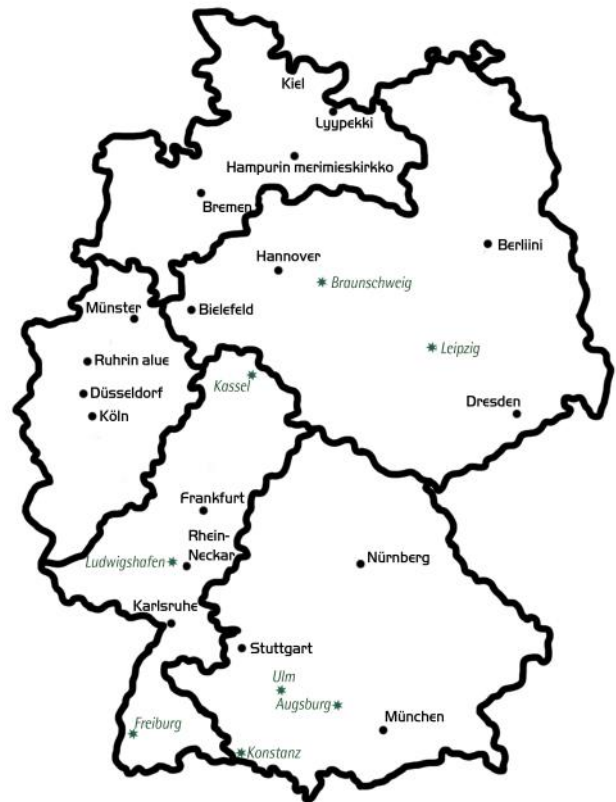 Kiel
Lyypekki
Hampurin merimieskirkko
Bremen
Berliini
Hannover
Braunschweig
Münster
Bielefeld
Leipzig
Ruhrin alue
Kassel
Düsseldorf
Dresden
Köln
Frankfurt
Rhein-
Neckar
Ludwigshafen
Nürnberg
Karlsruhe
Stuttgart
Ulm
Augsburg
München
Freiburg
Konstanz